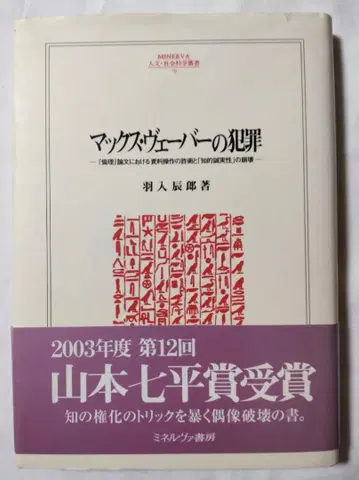 MINERVA
人文・社会科学叢書
マックス・ヴェーバーの犯罪
─『倫理』論文における資料操作の詐術と「知的誠実性」の崩壊─
羽入辰郎著
2003年度 第12回
山本七平賞受賞
知の権化のトリックを暴く偶像破壊の書。
ミネルヴァ書房